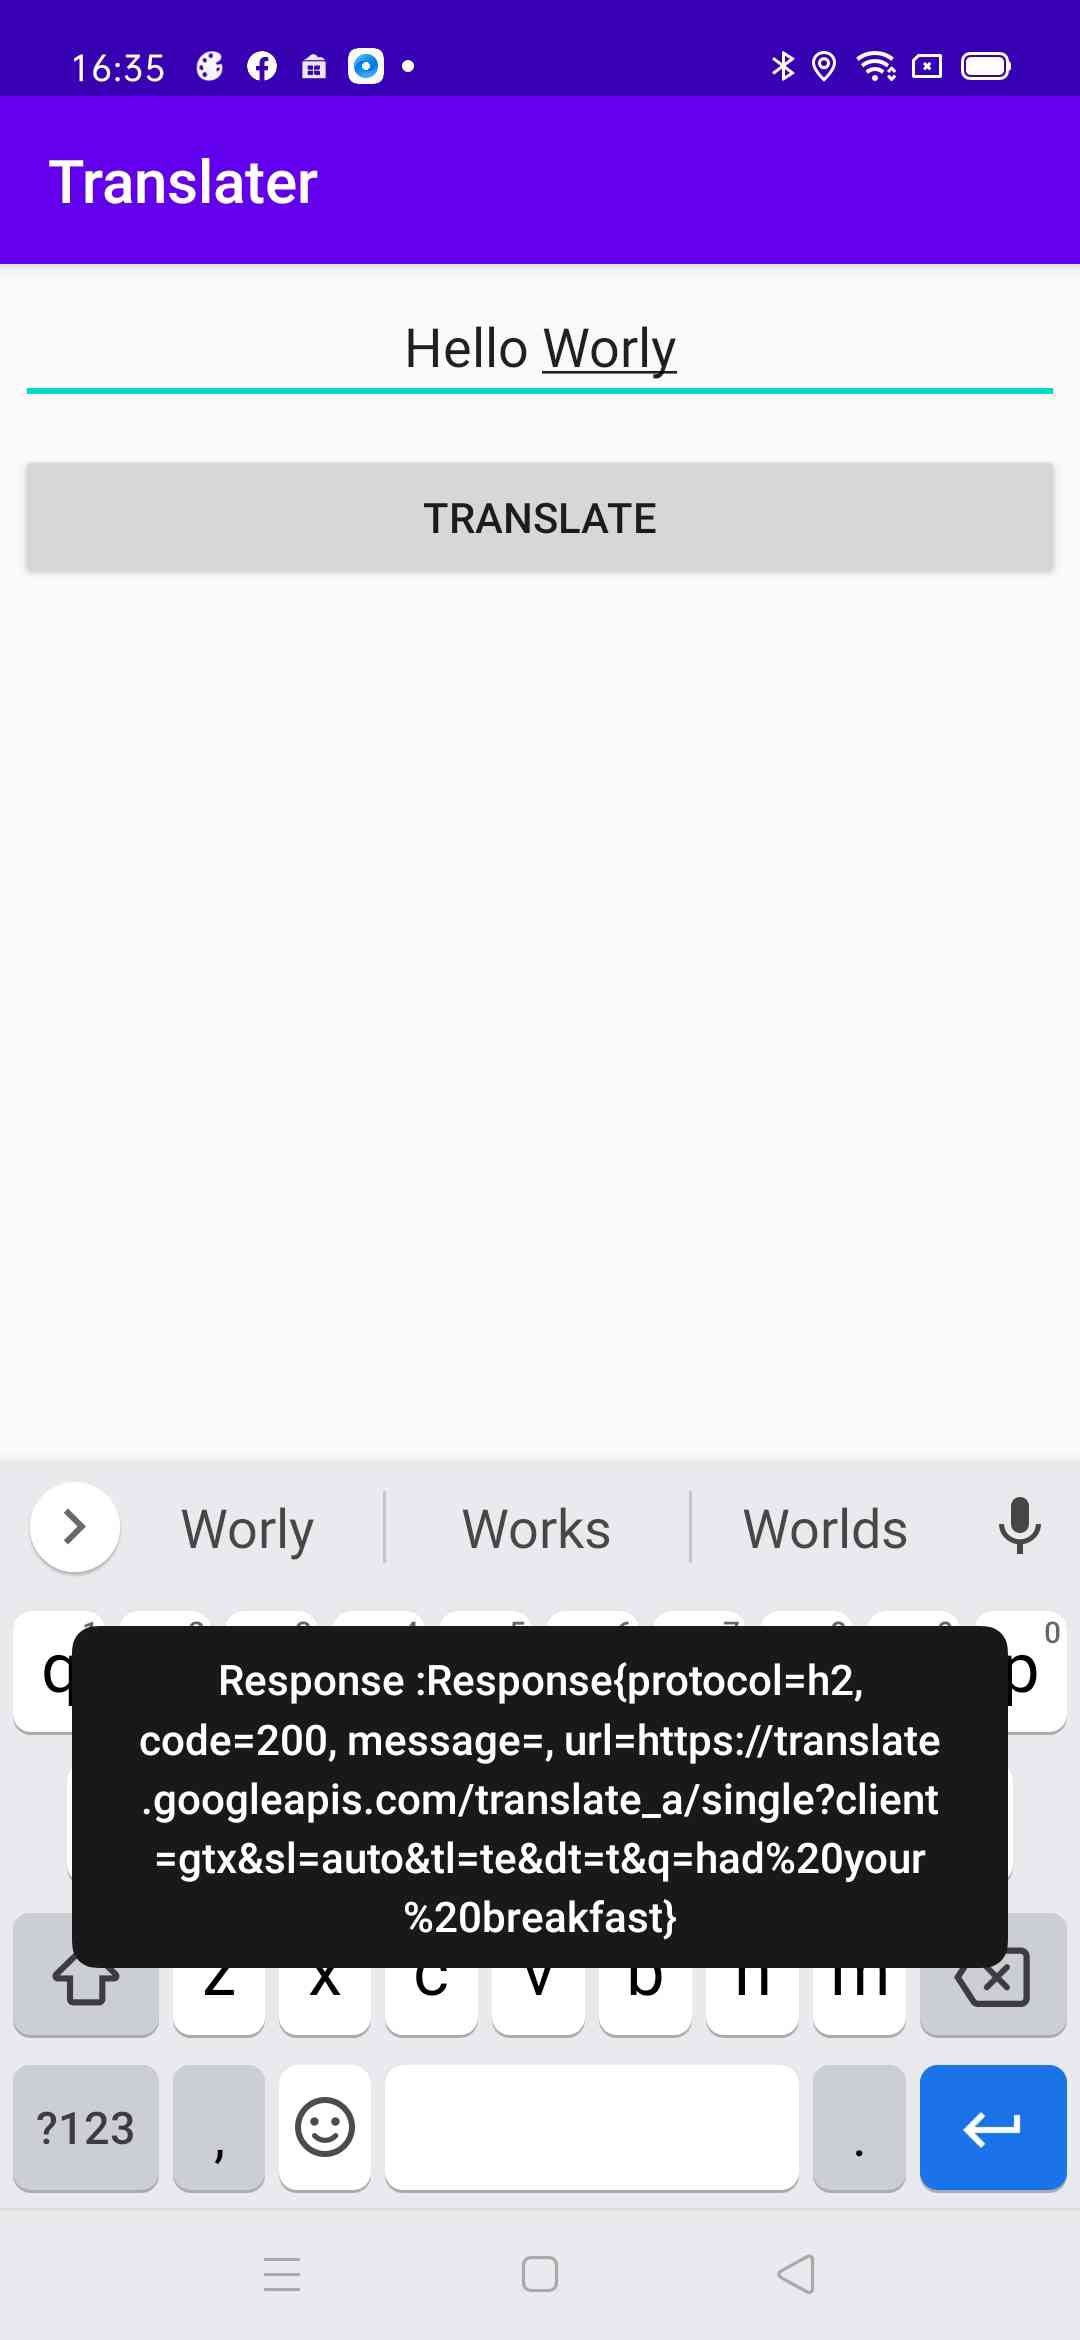 16:35
Translater
Hello Worly
TRANSLATE
Worly Works Worlds
0
q p
Response :Response{protocol=h2,
code=200, message=, url=https://translate
.googleapis.com/translate_a/single?client
=gtx&sl=auto&tl=te&dt=t&q=had%20your
%20breakfast}
z x c v b n m
?123 , .